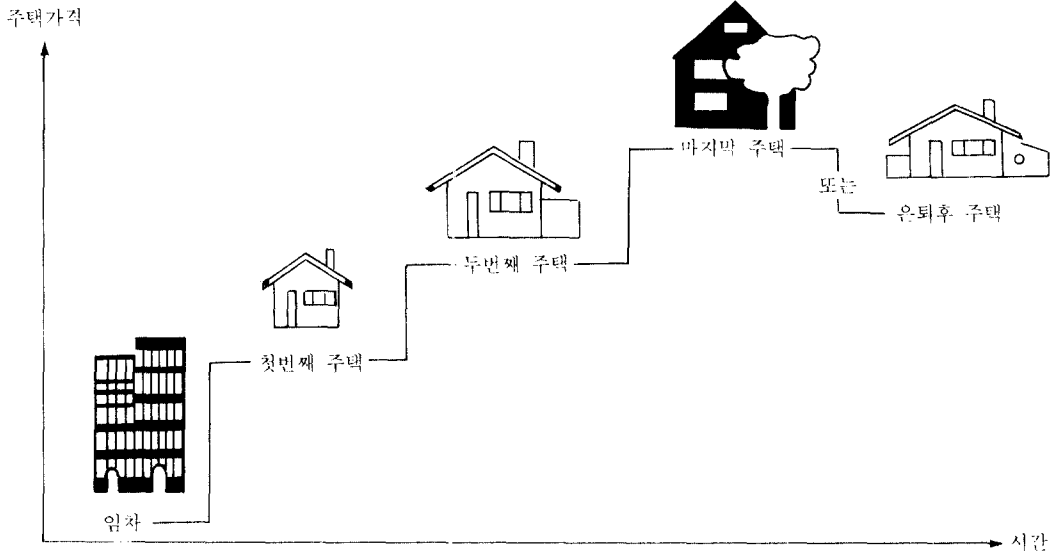 주택가격
마지막 주택
또는
은퇴후 주택
두번째 주택
첫번째 주택
임차
시간